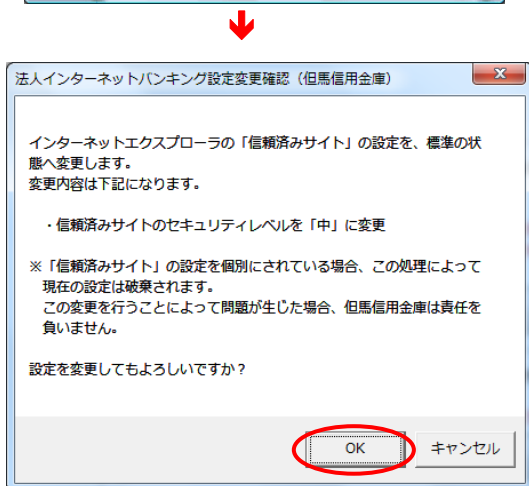 法人インターネットバンキング設定変更確認（但馬信用金庫）
インターネットエクスプローラの「信頼済みサイト」の設定を、標準の状
態へ変更します。
変更内容は下記になります。
・信頼済みサイトのセキュリティレベルを「中」に変更
※「信頼済みサイト」の設定を個別にされている場合、この処理によって
現在の設定は破棄されます。
この変更を行うことによって問題が生じた場合、但馬信用金庫は責任を
負いません。
設定を変更してもよろしいですか？
OK キャンセル